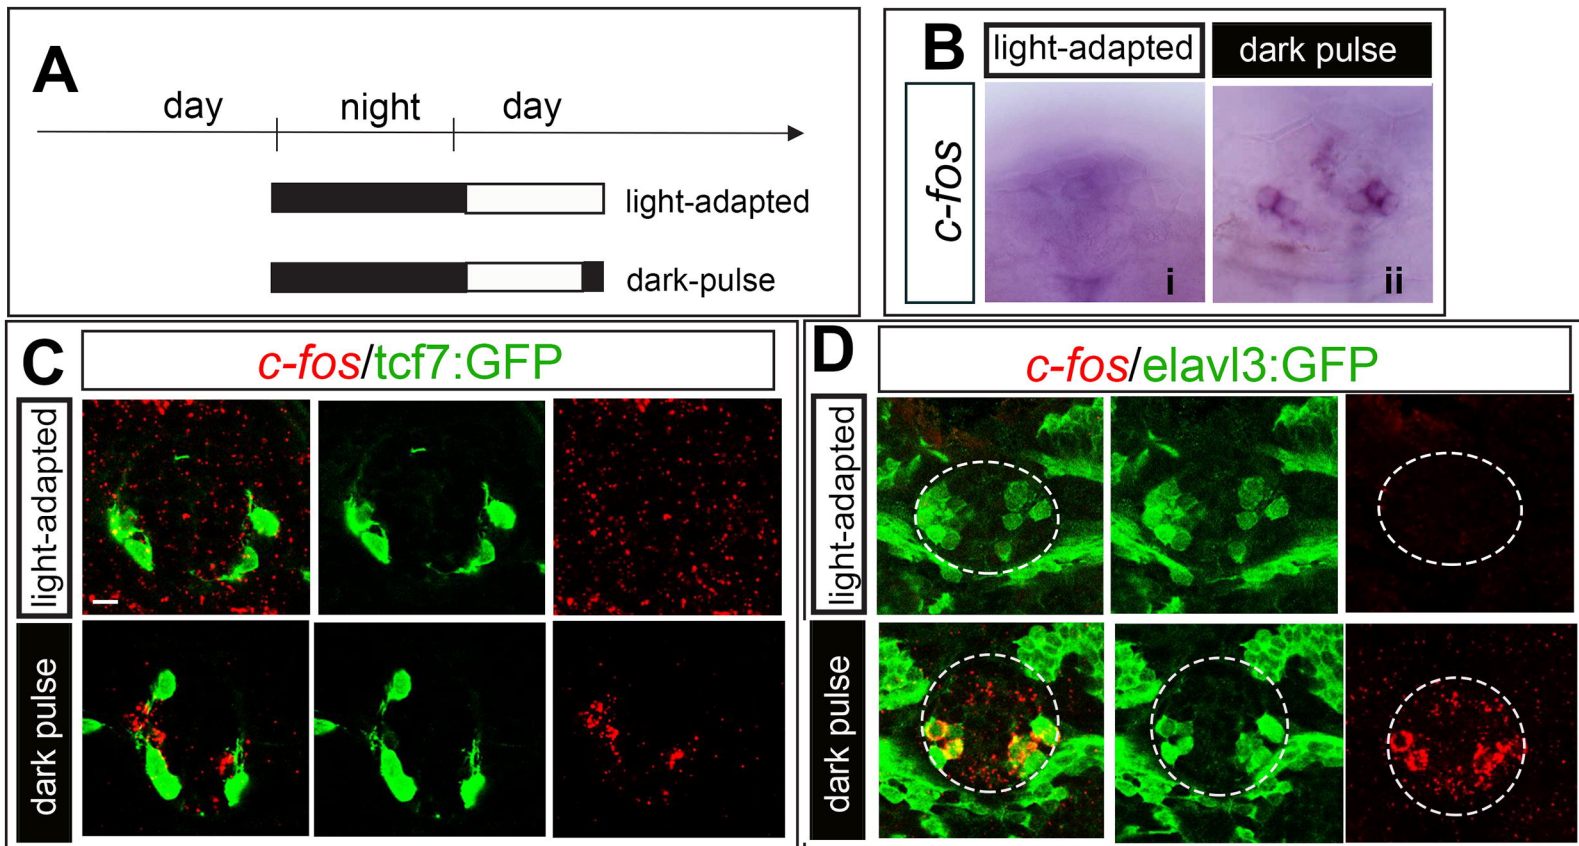 A
day night day
light-adapted
dark-pulse
B
light-adapted
dark pulse
c-fos
i
ii
C
c-fos/tcf7:GFP
light-adapted
dark pulse
D
c-fos/elavl3:GFP
light-adapted
dark pulse